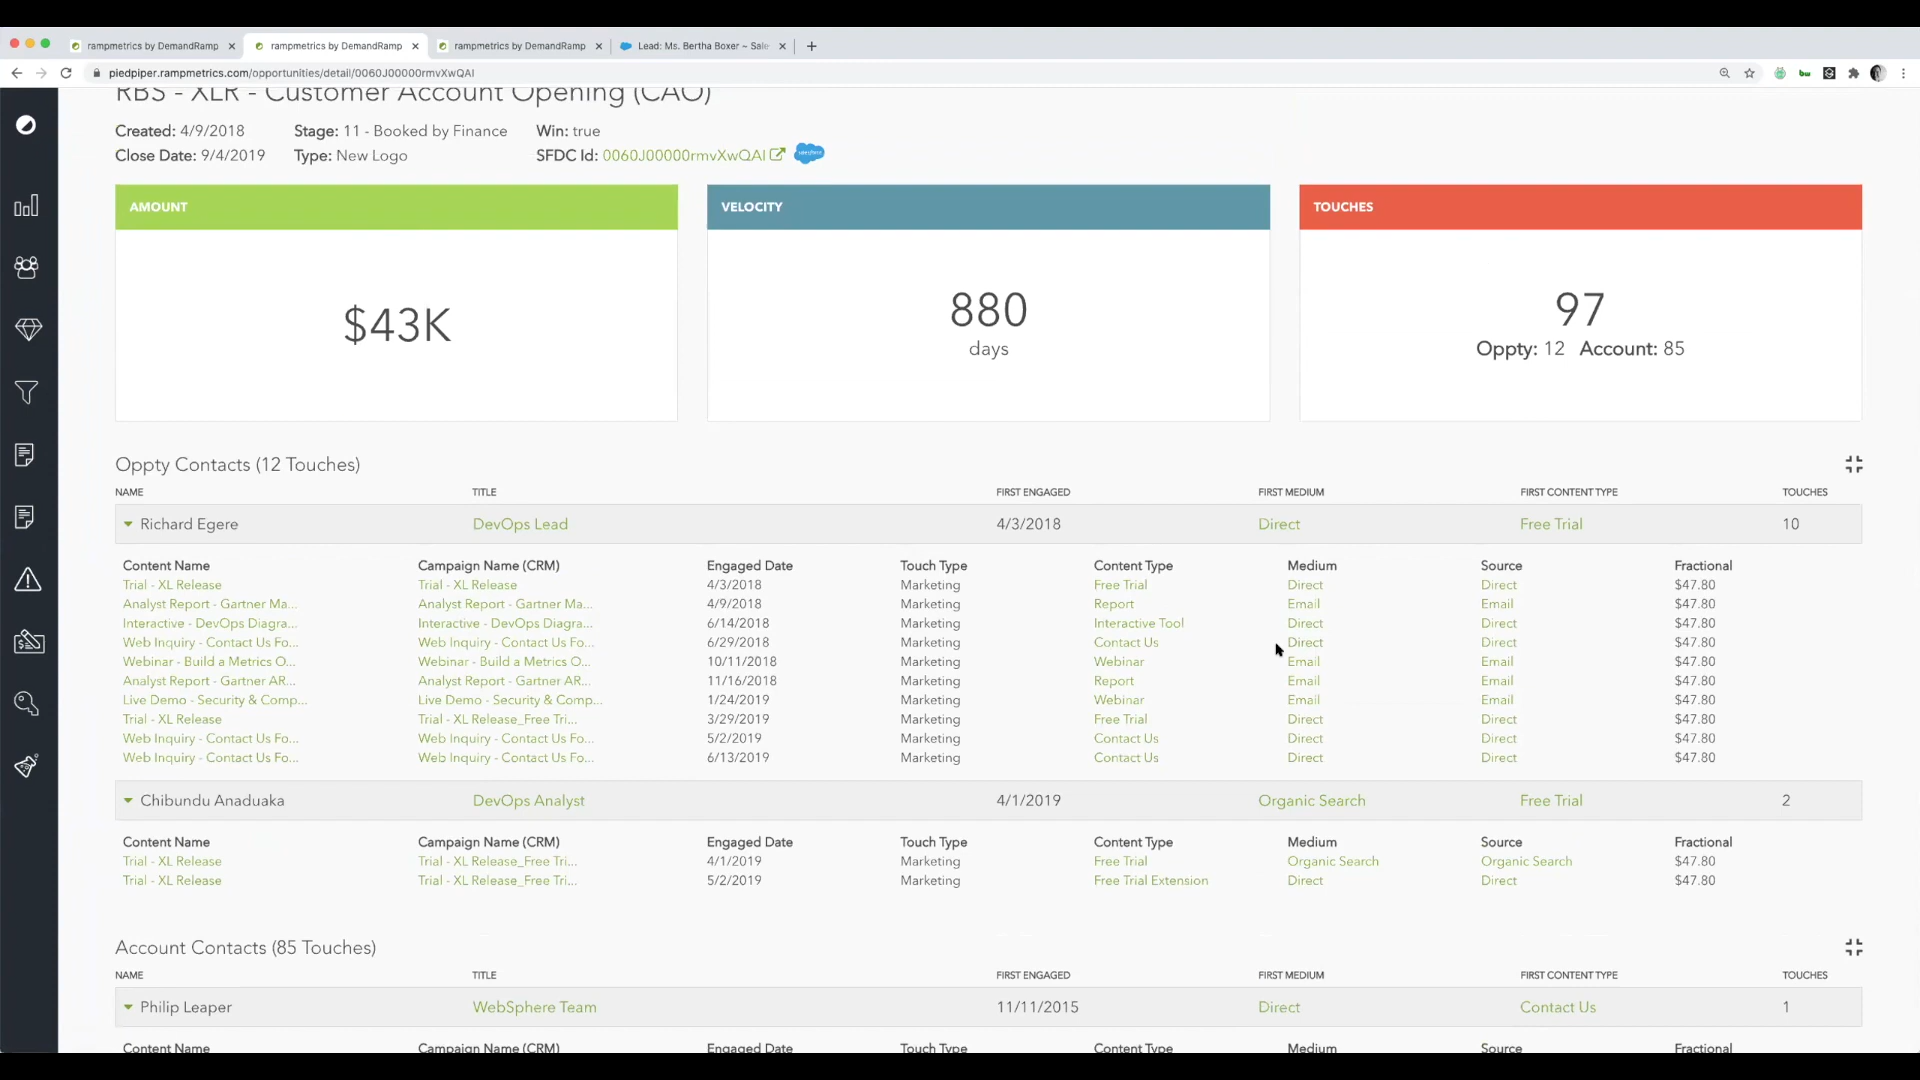 rampmetrics by DemandRamp
rampmetrics by DemandRamp
rampmetrics by DemandRamp
Lead: Ms. Bertha Boxer ~ Sale
piedpiper.rampmetrics.com/opportunities/detail/0060J00000rmvXwQAI
RBS - XLR - Customer Account Opening (CAO)
Created: 4/9/2018 Stage: 11 - Booked by Finance Win: true
Close Date: 9/4/2019 Type: New Logo SFDC Id: 0060J00000rmvXwQAI salesforce
AMOUNT VELOCITY TOUCHES
$43K 880 97
days Oppty: 12 Account: 85
Oppty Contacts (12 Touches)
NAME TITLE FIRST ENGAGED FIRST MEDIUM FIRST CONTENT TYPE TOUCHES
Richard Egere DevOps Lead 4/3/2018 Direct Free Trial 10
Content Name Campaign Name (CRM) Engaged Date Touch Type Content Type Medium Source Fractional
Trial - XL Release Trial - XL Release 4/3/2018 Marketing Free Trial Direct Direct $47.80
Analyst Report - Gartner Ma... Analyst Report - Gartner Ma... 4/9/2018 Marketing Report Email Email $47.80
Interactive - DevOps Diagra... Interactive - DevOps Diagra... 6/14/2018 Marketing Interactive Tool Direct Direct $47.80
Web Inquiry - Contact Us Fo... Web Inquiry - Contact Us Fo... 6/29/2018 Marketing Contact Us Direct Direct $47.80
Webinar - Build a Metrics O... Webinar - Build a Metrics O... 10/11/2018 Marketing Webinar Email Email $47.80
Analyst Report - Gartner AR... Analyst Report - Gartner AR... 11/16/2018 Marketing Report Email Email $47.80
Live Demo - Security & Comp... Live Demo - Security & Comp... 1/24/2019 Marketing Webinar Email Email $47.80
Trial - XL Release Trial - XL Release_Free Tri... 3/29/2019 Marketing Free Trial Direct Direct $47.80
Web Inquiry - Contact Us Fo... Web Inquiry - Contact Us Fo... 5/2/2019 Marketing Contact Us Direct Direct $47.80
Web Inquiry - Contact Us Fo... Web Inquiry - Contact Us Fo... 6/13/2019 Marketing Contact Us Direct Direct $47.80
Chibundu Anaduaka DevOps Analyst 4/1/2019 Organic Search Free Trial 2
Content Name Campaign Name (CRM) Engaged Date Touch Type Content Type Medium Source Fractional
Trial - XL Release Trial - XL Release_Free Tri... 4/1/2019 Marketing Free Trial Organic Search Organic Search $47.80
Trial - XL Release Trial - XL Release_Free Tri... 5/2/2019 Marketing Free Trial Extension Direct Direct $47.80
Account Contacts (85 Touches)
NAME TITLE FIRST ENGAGED FIRST MEDIUM FIRST CONTENT TYPE TOUCHES
Philip Leaper WebSphere Team 11/11/2015 Direct Contact Us 1
Content Name Campaign Name (CRM) Engaged Date Touch Type Content Type Medium Source Fractional